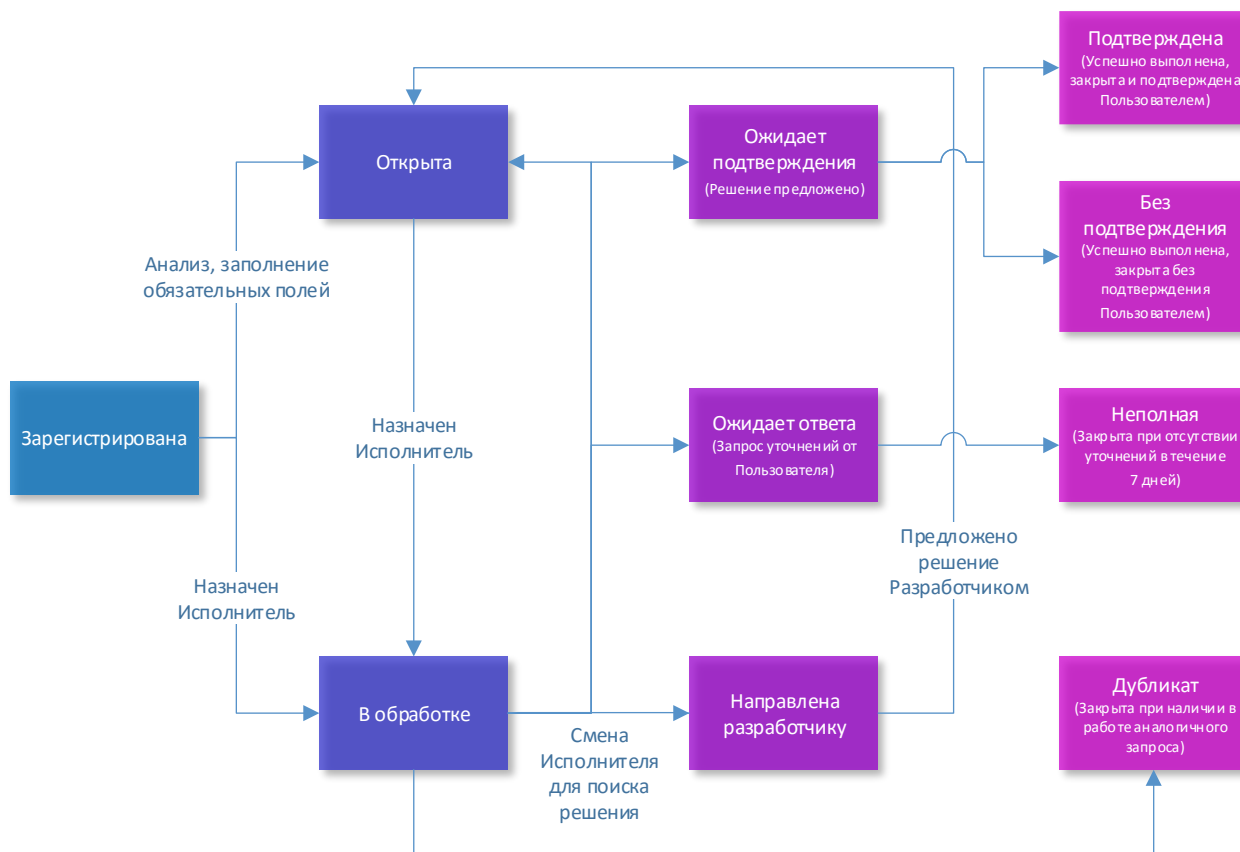 Подтверждена
(Успешно выполнена,
закрыта и подтверждена
Пользователем)
Открыта
Ожидает
подтверждения
(Решение предложено)
Без
подтверждения
(Успешно выполнена,
закрыта без
подтверждения
Пользователем)
Анализ, заполнение
обязательных полей
Зарегистрирована
Назначен
Исполнитель
Ожидает ответа
(Запрос уточнений от
Пользователя)
Неполная
(Закрыта при отсутствии
уточнений в течение
7 дней)
Назначен
Исполнитель
Предложено
решение
Разработчиком
В обработке
Смена
Исполнителя
для поиска
решения
Направлена
разработчику
Дубликат
(Закрыта при наличии в
работе аналогичного
запроса)